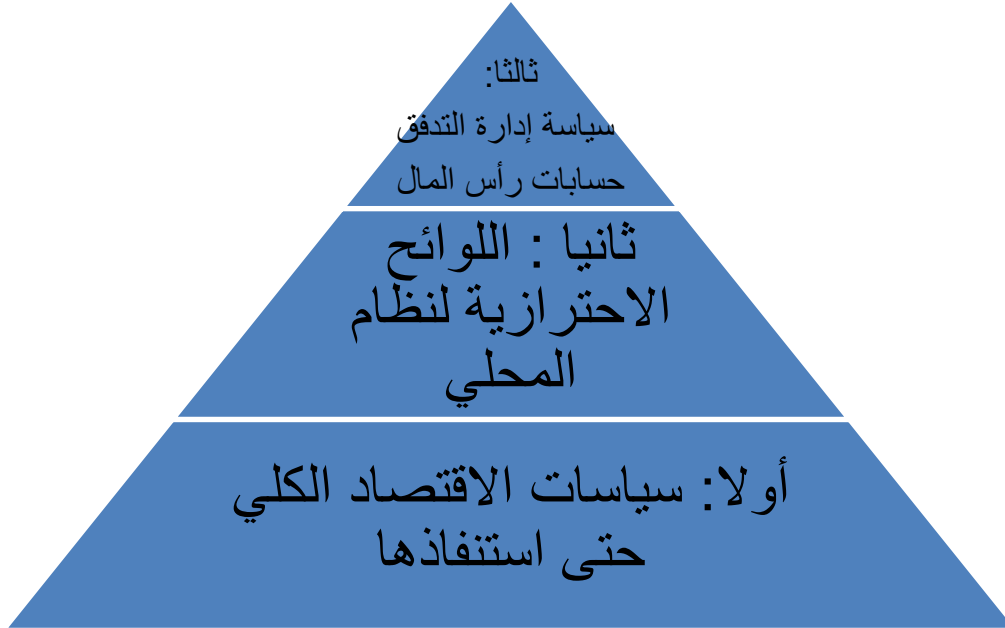 ثالثا:
سياسة إدارة التدفق
حسابات رأس المال
ثانيا : اللوائح
الاحترازية لنظام
المحلي
أولا: سياسات الاقتصاد الكلي
حتى استنفاذها